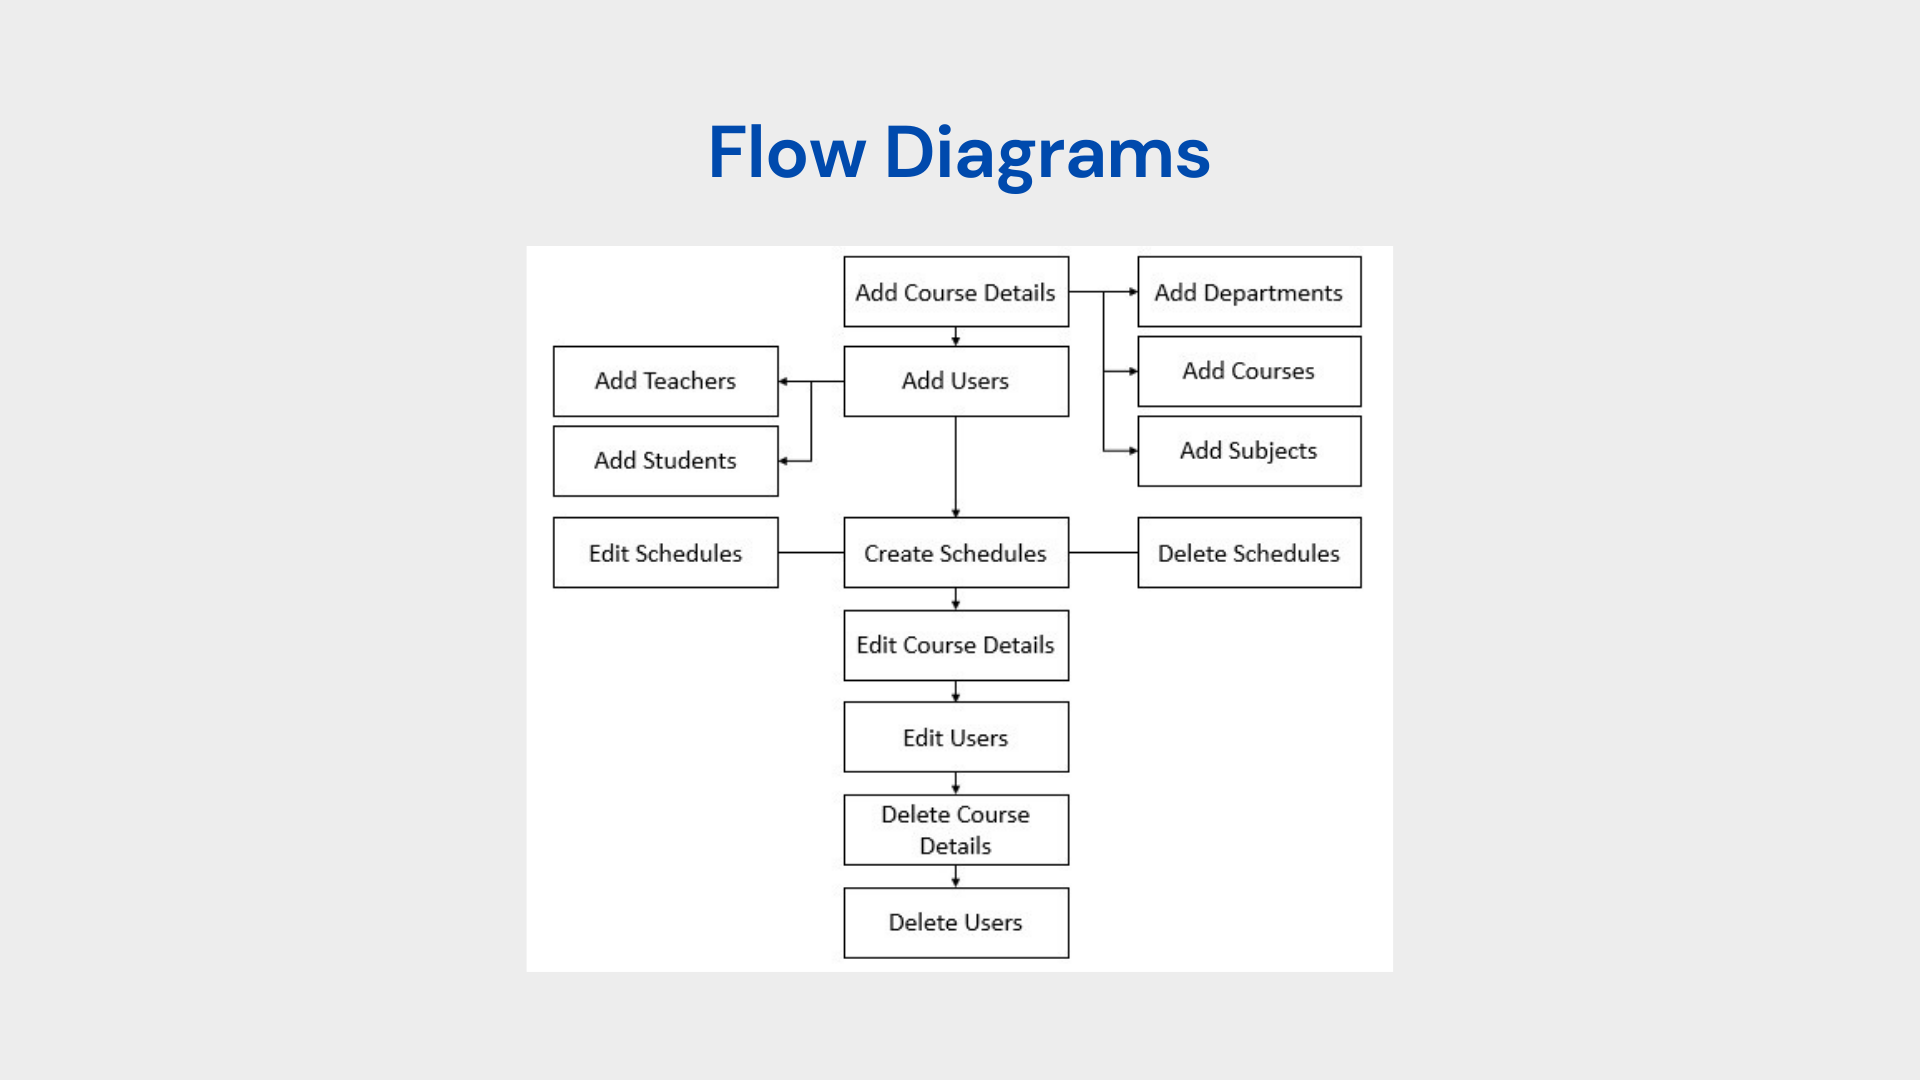 Flow Diagrams
Add Course Details
Add Departments
Add Teachers
Add Users
Add Courses
Add Students
Add Subjects
Edit Schedules
Create Schedules
Delete Schedules
Edit Course Details
Edit Users
Delete Course
Details
Delete Users